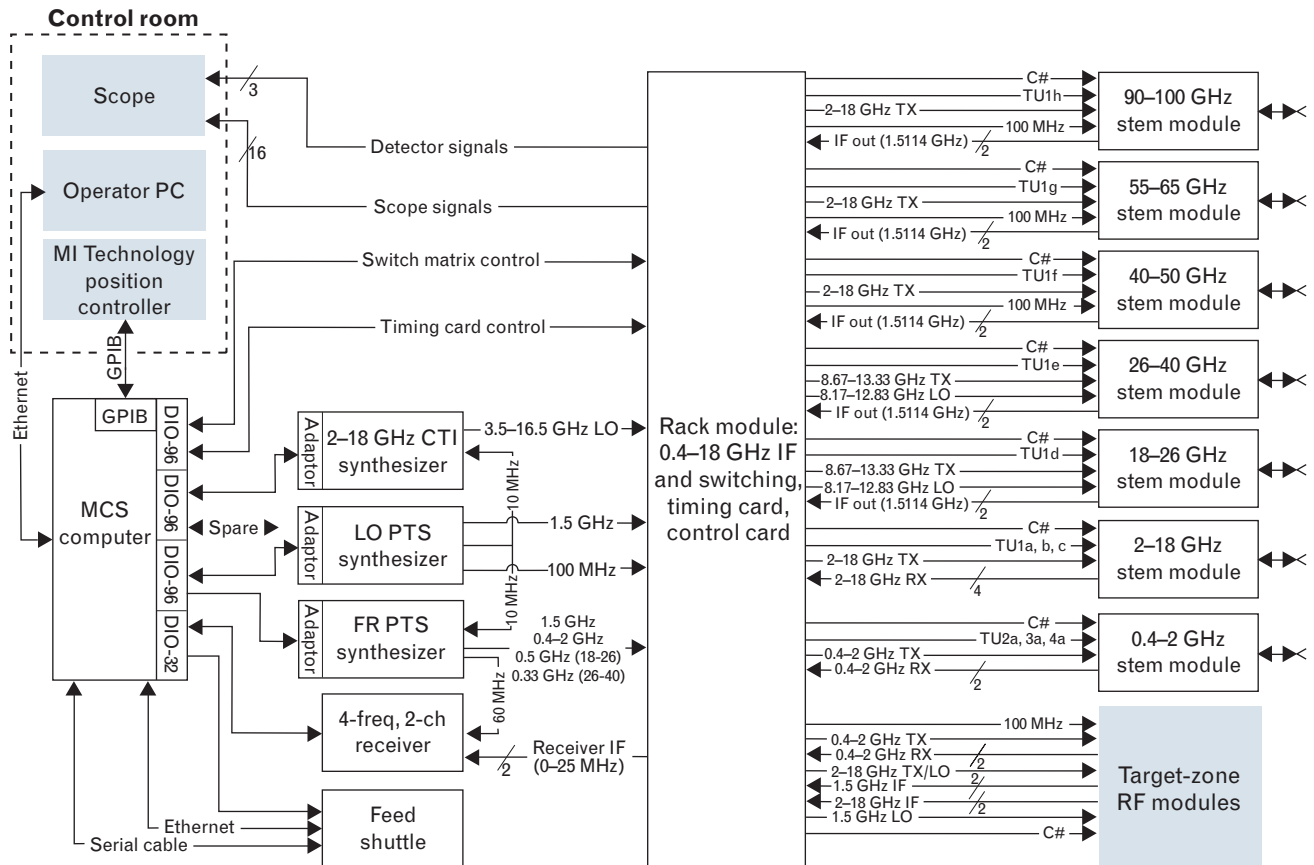 Control room
Scope
3
16
Operator PC
MI Technology
position
controller
GPIB
Ethernet
GPIB
MCS
computer
DIO-96
DIO-96
DIO-96
DIO-32
Spare
Detector signals
Scope signals
Switch matrix control
Timing card control
Adaptor
2–18 GHz CTI
synthesizer
3.5–16.5 GHz LO
10 MHz
Adaptor
LO PTS
synthesizer
1.5 GHz
100 MHz
10 MHz
Adaptor
FR PTS
synthesizer
1.5 GHz
0.4–2 GHz
0.5 GHz (18-26)
0.33 GHz (26-40)
60 MHz
4-freq, 2-ch
receiver
Receiver IF
(0–25 MHz)
2
Feed
shuttle
Ethernet
Serial cable
Rack module:
0.4–18 GHz IF
and switching,
timing card,
control card
C#
TU1h
2–18 GHz TX
100 MHz
IF out (1.5114 GHz)
2
90–100 GHz
stem module
C#
TU1g
2–18 GHz TX
100 MHz
IF out (1.5114 GHz)
2
55–65 GHz
stem module
C#
TU1f
2–18 GHz TX
100 MHz
IF out (1.5114 GHz)
2
40–50 GHz
stem module
C#
TU1e
8.67–13.33 GHz TX
8.17–12.83 GHz LO
IF out (1.5114 GHz)
2
26–40 GHz
stem module
C#
TU1d
8.67–13.33 GHz TX
8.17–12.83 GHz LO
IF out (1.5114 GHz)
2
18–26 GHz
stem module
C#
TU1a, b, c
2–18 GHz TX
2–18 GHz RX
4
2–18 GHz
stem module
C#
TU2a, 3a, 4a
0.4–2 GHz TX
0.4–2 GHz RX
2
0.4–2 GHz
stem module
100 MHz
0.4–2 GHz TX
0.4–2 GHz RX
2
2–18 GHz TX/LO
1.5 GHz IF
2
2–18 GHz IF
2
1.5 GHz LO
C#
Target-zone
RF modules